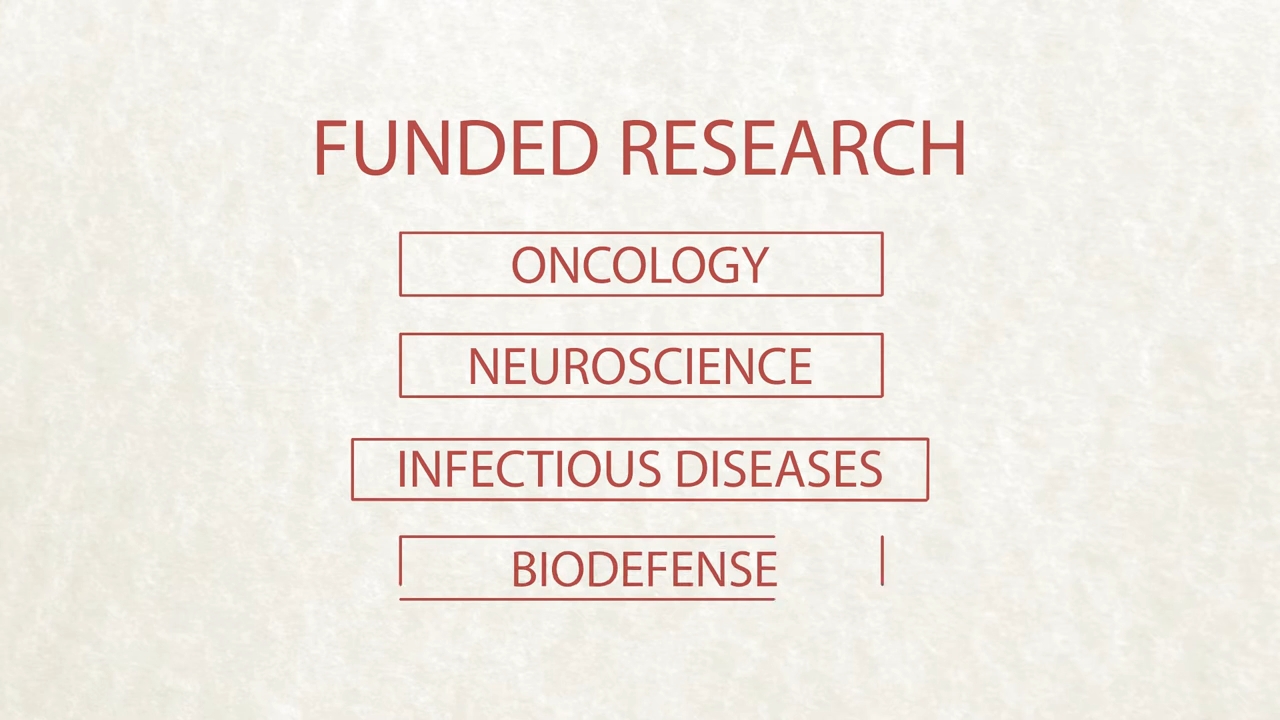 FUNDED RESEARCH
ONCOLOGY
NEUROSCIENCE
INFECTIOUS DISEASES
BIODEFENSE